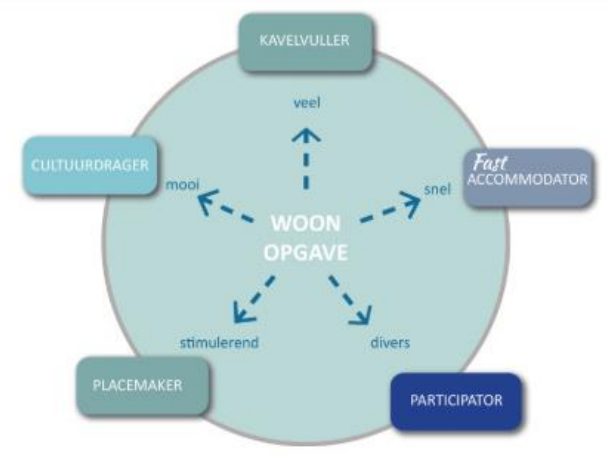 KAVELVULLER
veel
CULTUURDRAGER
mooi
Fast
ACCOMMODATOR
snel
WOON
OPGAVE
stimulerend
divers
PLACEMAKER
PARTICIPATOR